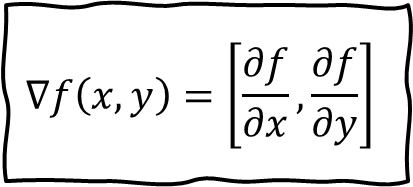 ∇f(x, y) = [∂f/∂x, ∂f/∂y]